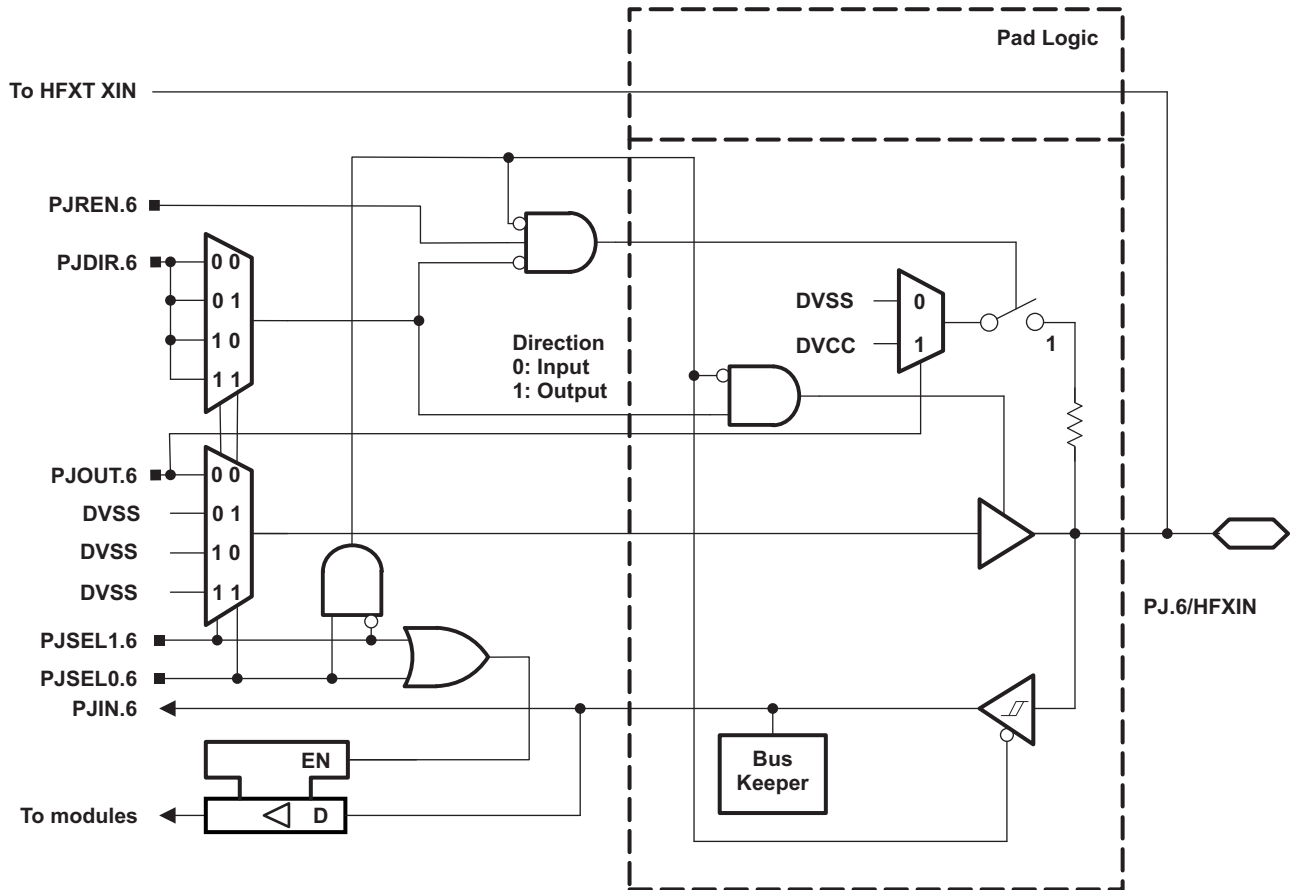 Pad Logic
To HFXT XIN
PJREN.6
PJDIR.6
0 0
0 1
1 0
1 1
Direction
0: Input
1: Output
DVSS
0
DVCC
1
1
PJOUT.6
0 0
DVSS
0 1
DVSS
1 0
DVSS
1 1
PJ.6/HFXIN
PJSEL1.6
PJSEL0.6
PJIN.6
EN
Bus
Keeper
To modules
D